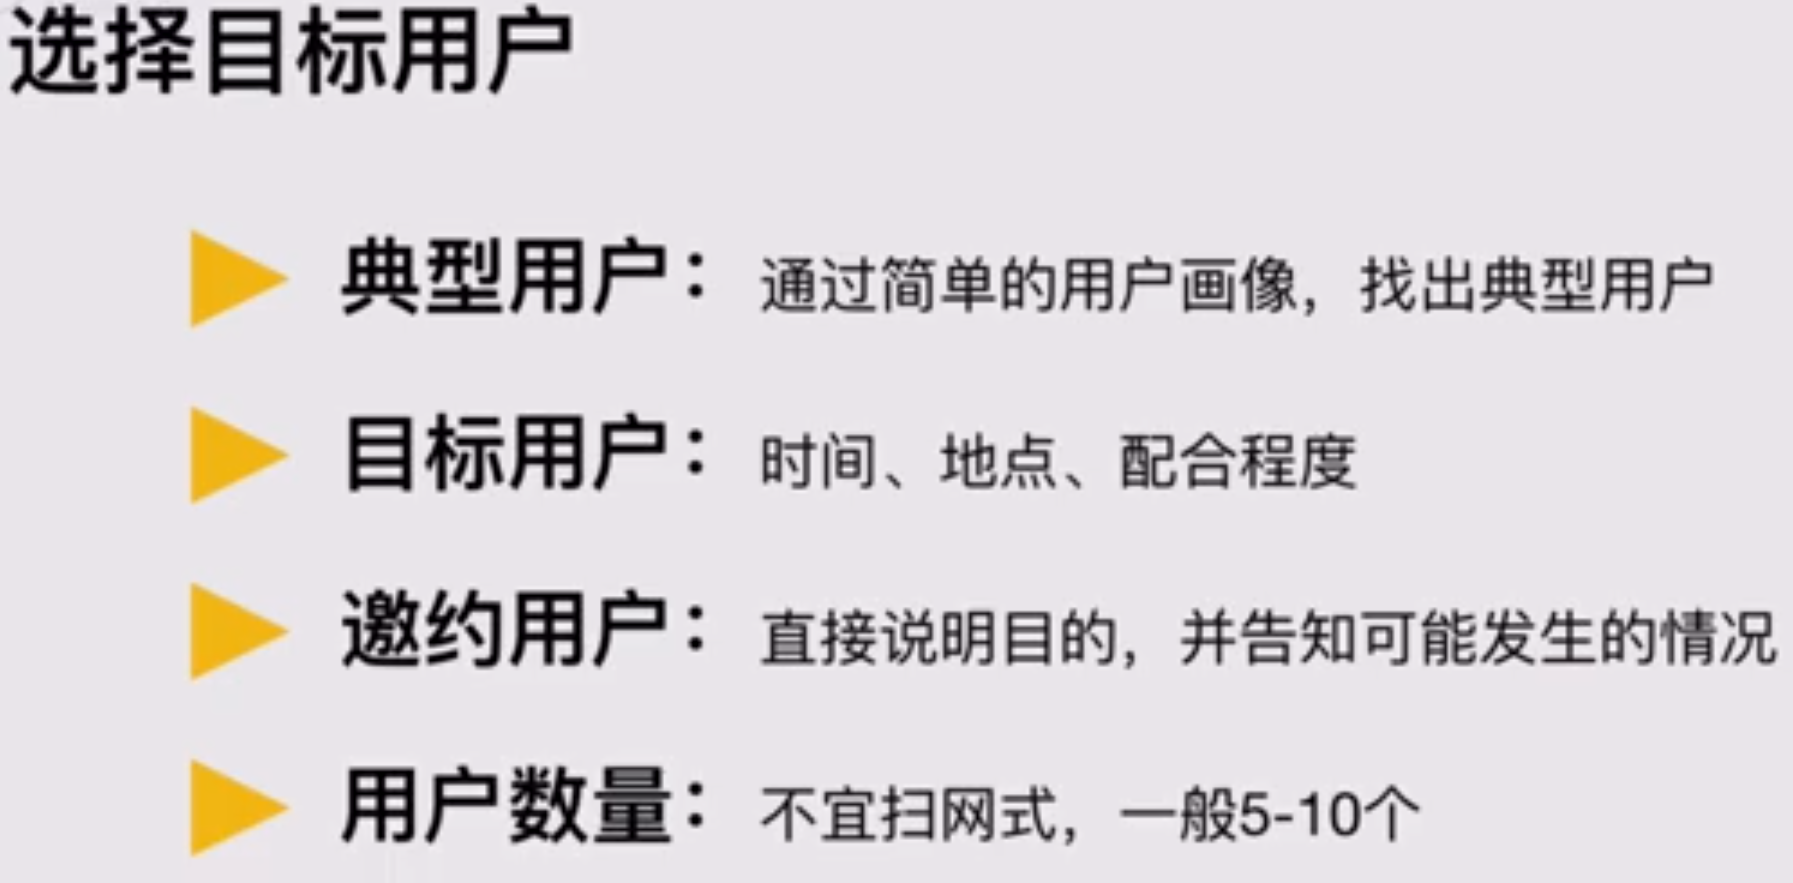 选择目标用户
典型用户：通过简单的用户画像，找出典型用户
目标用户：时间、地点、配合程度
邀约用户：直接说明目的，并告知可能发生的情况
用户数量：不宜扫网式，一般5-10个